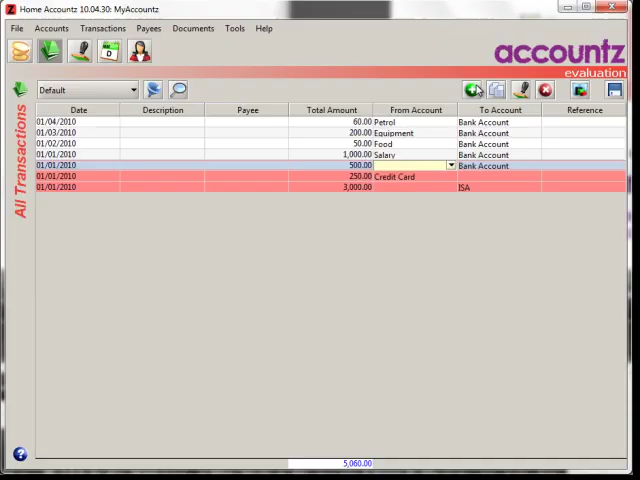 Home Accountz 10.04.30: MyAccountz
File Accounts Transactions Payees Documents Tools Help
D
accountz
evaluation
Default
All Transactions
Date Description Payee Total Amount From Account To Account Reference
01/04/2010 60.00 Petrol Bank Account
01/03/2010 200.00 Equipment Bank Account
01/02/2010 50.00 Food Bank Account
01/01/2010 1,000.00 Salary Bank Account
01/01/2010 500.00 Bank Account
01/01/2010 250.00 Credit Card
01/01/2010 3,000.00 ISA
5,060.00